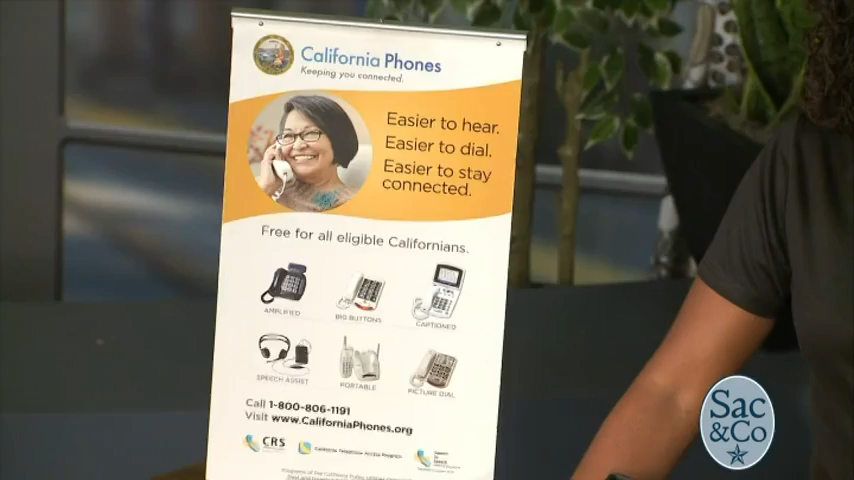 California Phones
Keeping you connected.
Easier to hear.
Easier to dial.
Easier to stay
connected.
Free for all eligible Californians.
AMPLIFIED
BIG BUTTONS
CAPTIONED
SPEECH ASSIST
PORTABLE
PICTURE DIAL
Call 1-800-806-1191
Visit www.CaliforniaPhones.org
CRS
California Telephone Access Program
Sac
&Co